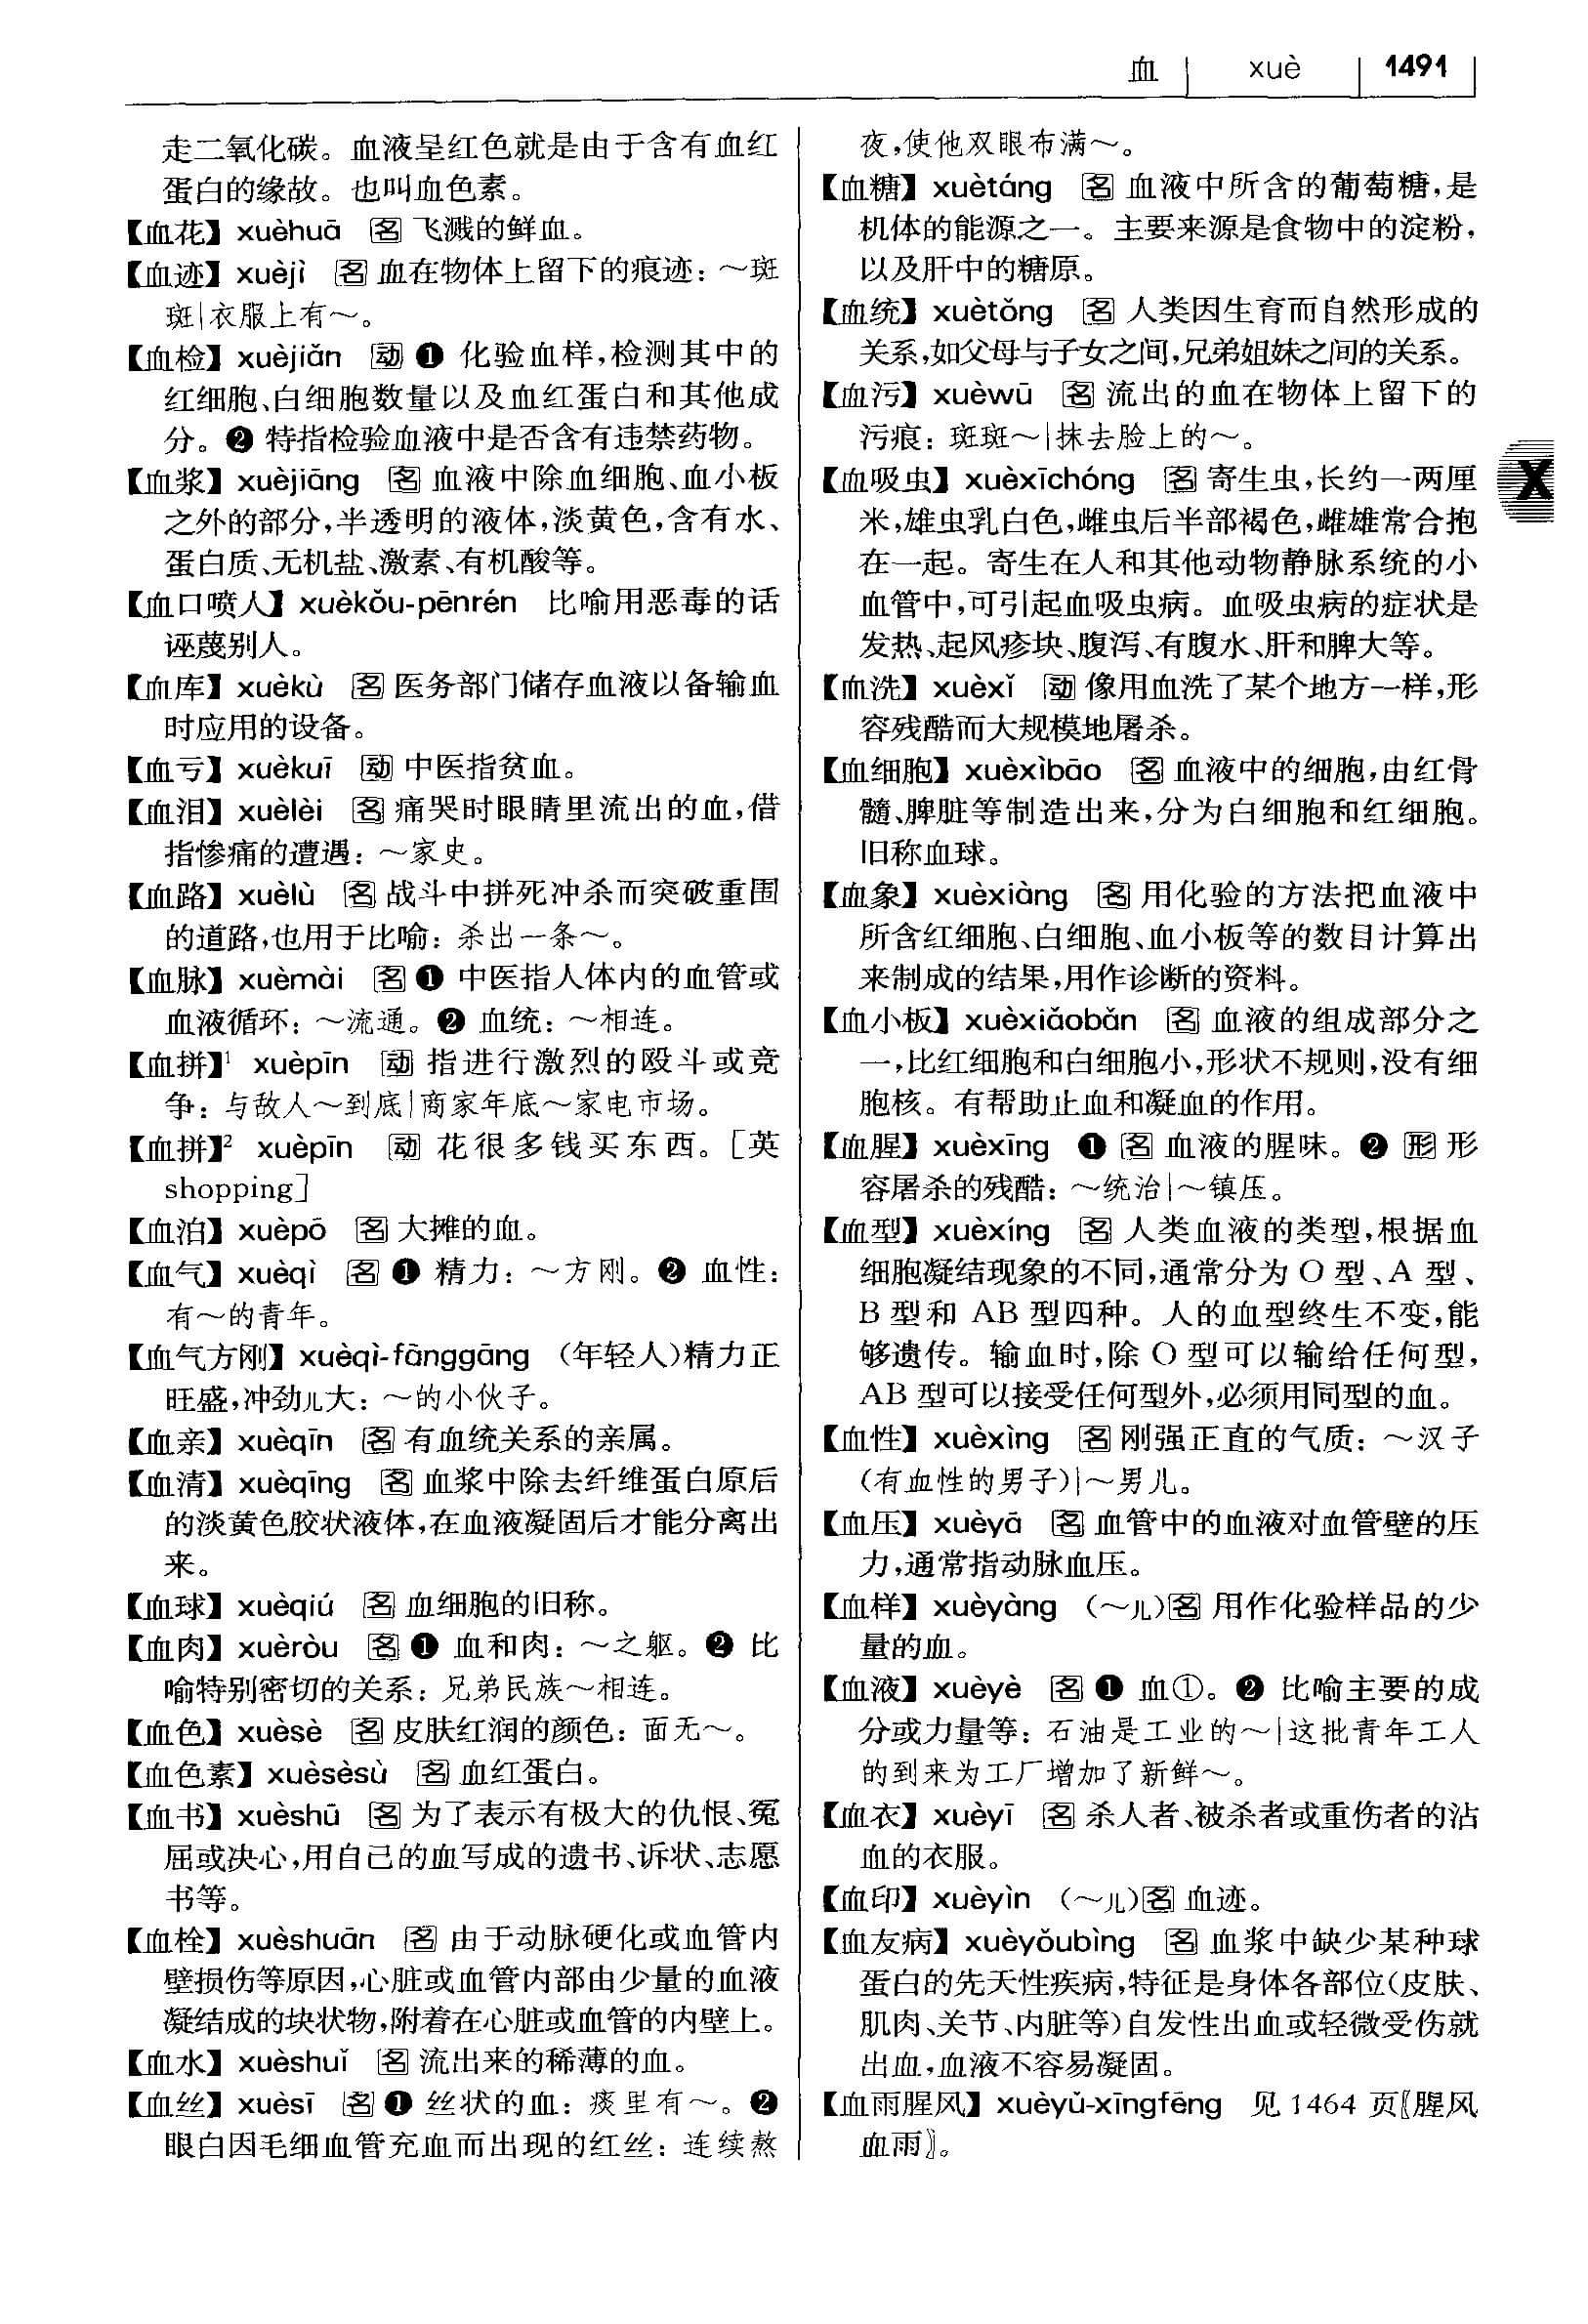 血 xuè 1491
走二氧化碳。血液呈红色就是由于含有血红
蛋白的缘故。也叫血色素。
【血花】 xuèhuā 名 飞溅的鲜血。
【血迹】 xuèjì 名 血在物体上留下的痕迹：～斑
斑|衣服上有～。
【血检】 xuèjiǎn 动 ❶ 化验血样，检测其中的
红细胞、白细胞数量以及血红蛋白和其他成
分。❷ 特指检验血液中是否含有违禁药物。
【血浆】 xuèjiāng 名 血液中除血细胞、血小板
之外的部分，半透明的液体，淡黄色，含有水、
蛋白质、无机盐、激素、有机酸等。
【血口喷人】 xuèkǒu-pēnrén 比喻用恶毒的话
诬蔑别人。
【血库】 xuèkù 名 医务部门储存血液以备输血
时应用的设备。
【血亏】 xuèkuī 动 中医指贫血。
【血泪】 xuèlèi 名 痛哭时眼睛里流出的血，借
指惨痛的遭遇：～家史。
【血路】 xuèlù 名 战斗中拼死冲杀而突破重围
的道路，也用于比喻：杀出一条～。
【血脉】 xuèmài 名 ❶ 中医指人体内的血管或
血液循环：～流通。❷ 血统：～相连。
【血拼】¹ xuèpīn 动 指进行激烈的殴斗或竞
争：与敌人～到底|商家年底～家电市场。
【血拼】² xuèpīn 动 花很多钱买东西。［英
shopping］
【血泊】 xuèpō 名 大摊的血。
【血气】 xuèqì 名 ❶ 精力：～方刚。❷ 血性：
有～的青年。
【血气方刚】 xuèqì-fānggāng （年轻人）精力正
旺盛，冲劲儿大：～的小伙子。
【血亲】 xuèqīn 名 有血统关系的亲属。
【血清】 xuèqīng 名 血浆中除去纤维蛋白原后
的淡黄色胶状液体，在血液凝固后才能分离出
来。
【血球】 xuèqiú 名 血细胞的旧称。
【血肉】 xuèròu 名 ❶ 血和肉：～之躯。❷ 比
喻特别密切的关系：兄弟民族～相连。
【血色】 xuèsè 名 皮肤红润的颜色：面无～。
【血色素】 xuèsèsù 名 血红蛋白。
【血书】 xuèshū 名 为了表示有极大的仇恨、冤
屈或决心，用自己的血写成的遗书、诉状、志愿
书等。
【血栓】 xuèshuān 名 由于动脉硬化或血管内
壁损伤等原因，心脏或血管内部由少量的血液
凝结成的块状物，附着在心脏或血管的内壁上。
【血水】 xuèshuǐ 名 流出来的稀薄的血。
【血丝】 xuèsī 名 ❶ 丝状的血：痰里有～。❷
眼白因毛细血管充血而出现的红丝：连续熬
夜，使他双眼布满～。
【血糖】 xuètáng 名 血液中所含的葡萄糖，是
机体的能源之一。主要来源是食物中的淀粉，
以及肝中的糖原。
【血统】 xuètǒng 名 人类因生育而自然形成的
关系，如父母与子女之间，兄弟姐妹之间的关系。
【血污】 xuèwū 名 流出的血在物体上留下的
污痕：斑斑～|抹去脸上的～。
【血吸虫】 xuèxīchóng 名 寄生虫，长约一两厘
米，雄虫乳白色，雌虫后半部褐色，雌雄常合抱
在一起。寄生在人和其他动物静脉系统的小
血管中，可引起血吸虫病。血吸虫病的症状是
发热、起风疹块、腹泻、有腹水、肝和脾大等。
【血洗】 xuèxǐ 动 像用血洗了某个地方一样，形
容残酷而大规模地屠杀。
【血细胞】 xuèxìbāo 名 血液中的细胞，由红骨
髓、脾脏等制造出来，分为白细胞和红细胞。
旧称血球。
【血象】 xuèxiàng 名 用化验的方法把血液中
所含红细胞、白细胞、血小板等的数目计算出
来制成的结果，用作诊断的资料。
【血小板】 xuèxiǎobǎn 名 血液的组成部分之
一，比红细胞和白细胞小，形状不规则，没有细
胞核。有帮助止血和凝血的作用。
【血腥】 xuèxīng ❶ 名 血液的腥味。❷ 形 形
容屠杀的残酷：～统治|～镇压。
【血型】 xuèxíng 名 人类血液的类型，根据血
细胞凝结现象的不同，通常分为 O 型、A 型、
B 型和 AB 型四种。人的血型终生不变，能
够遗传。输血时，除 O 型可以输给任何型，
AB 型可以接受任何型外，必须用同型的血。
【血性】 xuèxìng 名 刚强正直的气质：～汉子
（有血性的男子）|～男儿。
【血压】 xuèyā 名 血管中的血液对血管壁的压
力，通常指动脉血压。
【血样】 xuèyàng （～儿）名 用作化验样品的少
量的血。
【血液】 xuèyè 名 ❶ 血①。❷ 比喻主要的成
分或力量等：石油是工业的～|这批青年工人
的到来为工厂增加了新鲜～。
【血衣】 xuèyī 名 杀人者、被杀者或重伤者的沾
血的衣服。
【血印】 xuèyìn （～儿）名 血迹。
【血友病】 xuèyǒubìng 名 血浆中缺少某种球
蛋白的先天性疾病，特征是身体各部位（皮肤、
肌肉、关节、内脏等）自发性出血或轻微受伤就
出血，血液不容易凝固。
【血雨腥风】 xuèyǔ-xīngfēng 见 1464 页〖腥风
血雨〗。
X